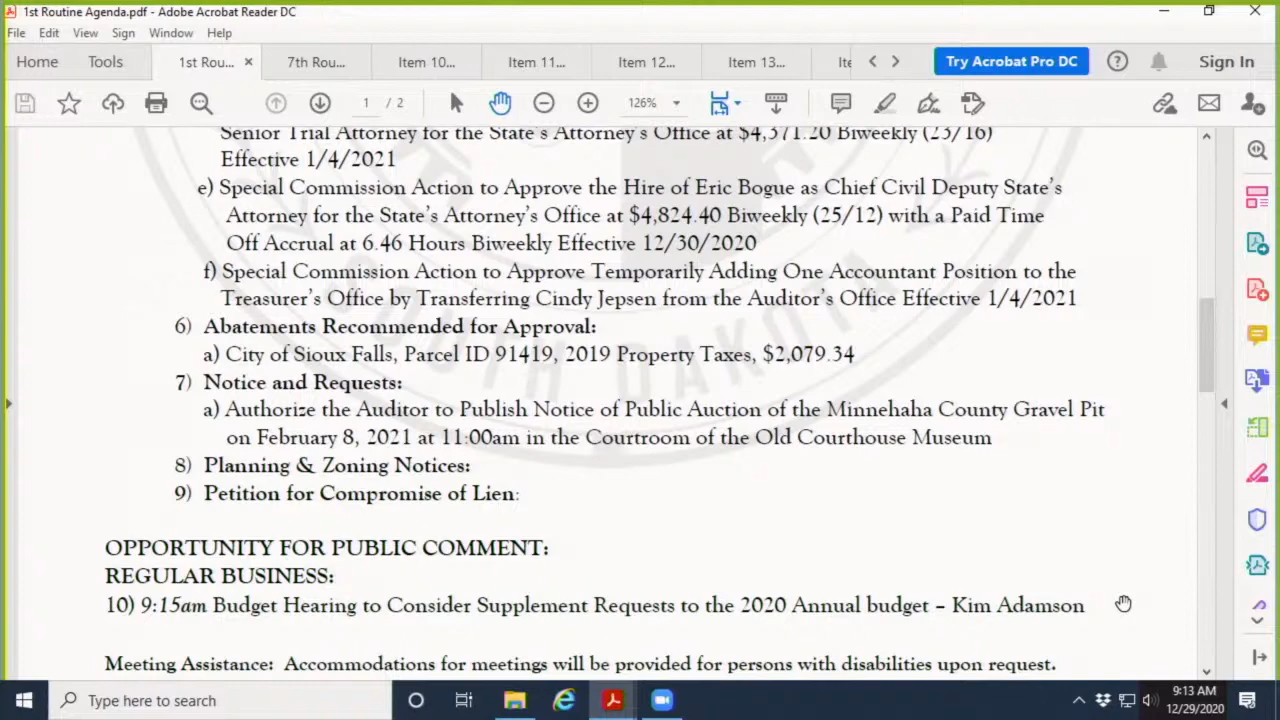 1st Routine Agenda.pdf - Adobe Acrobat Reader DC
File Edit View Sign Window Help
Home Tools 1st Rou... 7th Rou... Item 10... Item 11... Item 12... Item 13... Ite Try Acrobat Pro DC Sign In
1 / 2 126%
Senior Trial Attorney for the State's Attorney's Office at $4,371.20 Biweekly (23/16)
Effective 1/4/2021
e) Special Commission Action to Approve the Hire of Eric Bogue as Chief Civil Deputy State's
Attorney for the State's Attorney's Office at $4,824.40 Biweekly (25/12) with a Paid Time
Off Accrual at 6.46 Hours Biweekly Effective 12/30/2020
f) Special Commission Action to Approve Temporarily Adding One Accountant Position to the
Treasurer's Office by Transferring Cindy Jepsen from the Auditor's Office Effective 1/4/2021
6) Abatements Recommended for Approval:
a) City of Sioux Falls, Parcel ID 91419, 2019 Property Taxes, $2,079.34
7) Notice and Requests:
a) Authorize the Auditor to Publish Notice of Public Auction of the Minnehaha County Gravel Pit
on February 8, 2021 at 11:00am in the Courtroom of the Old Courthouse Museum
8) Planning & Zoning Notices:
9) Petition for Compromise of Lien:
SOUTH DAKOTA
OPPORTUNITY FOR PUBLIC COMMENT:
REGULAR BUSINESS:
10) 9:15am Budget Hearing to Consider Supplement Requests to the 2020 Annual budget – Kim Adamson
Meeting Assistance: Accommodations for meetings will be provided for persons with disabilities upon request.
Type here to search
9:13 AM
12/29/2020